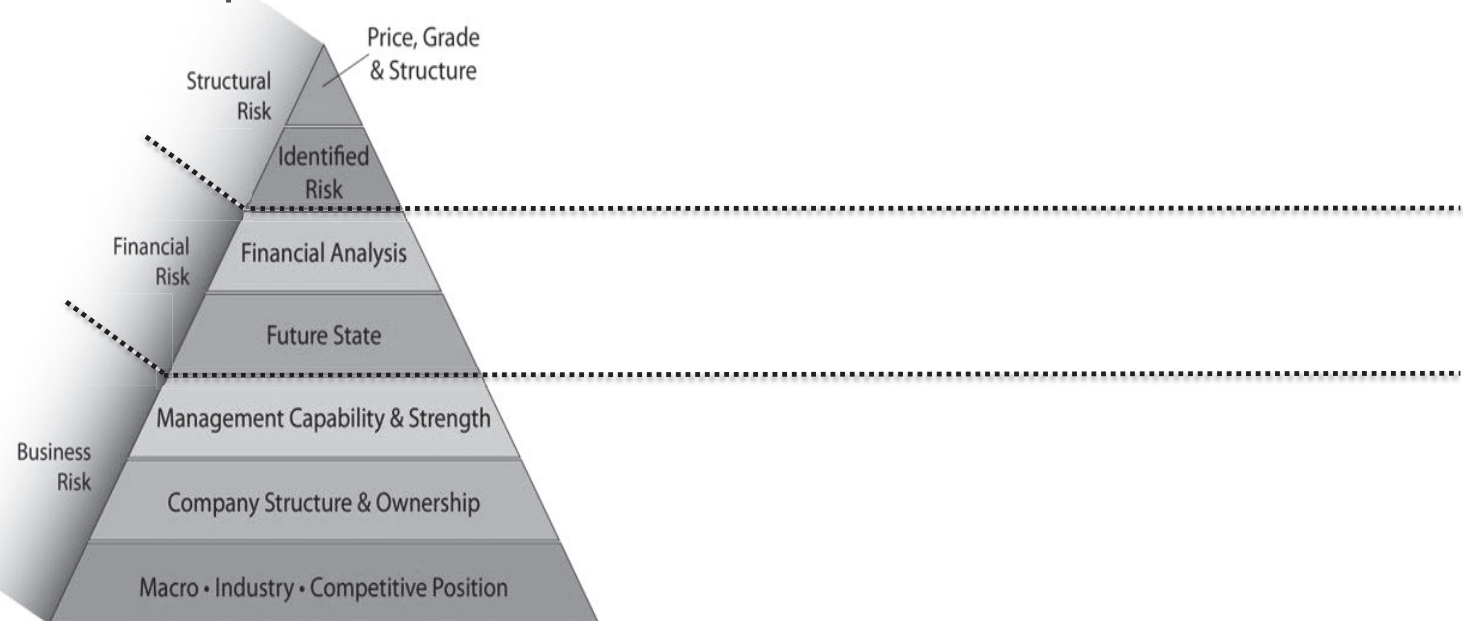 Price, Grade
& Structure
Structural
Risk
Identified
Risk
Financial
Risk
Financial Analysis
Future State
Management Capability & Strength
Business
Risk
Company Structure & Ownership
Macro • Industry • Competitive Position